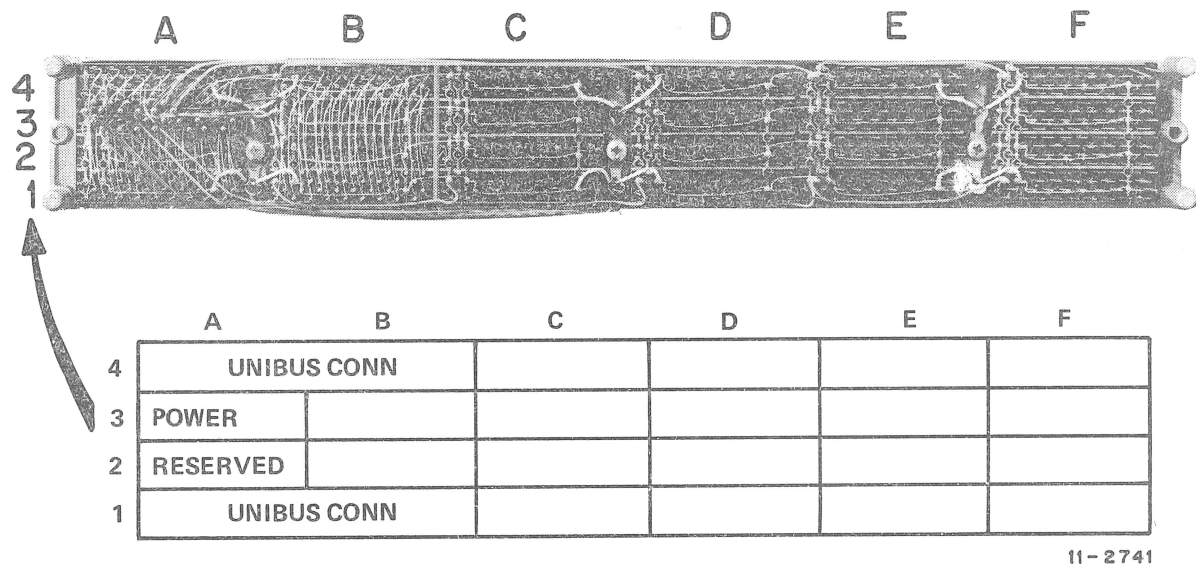 A B C D E F
4
3
2
1
A B C D E F
4 UNIBUS CONN
3 POWER
2 RESERVED
1 UNIBUS CONN
11-2741